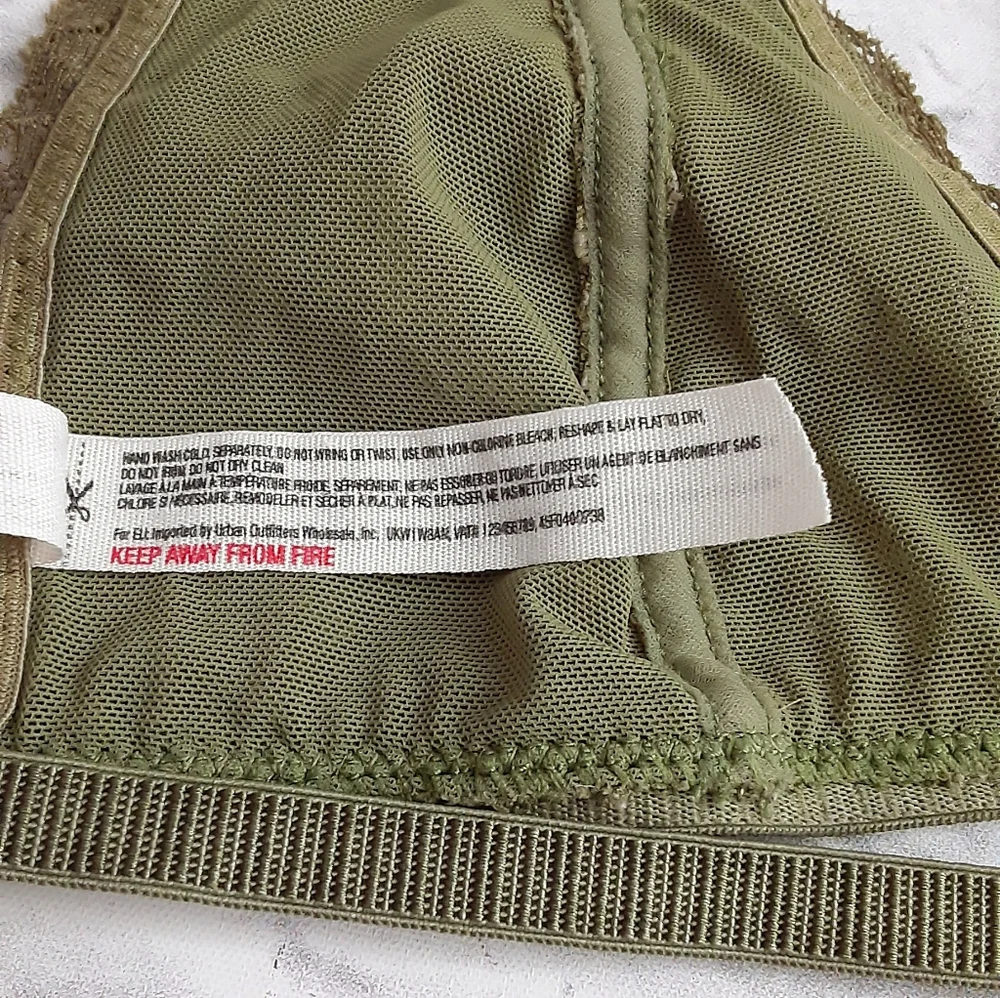 HAND WASH COLD, SEPARATELY, DO NOT WRING OR TWIST, USE ONLY NON-CHLORINE BLEACH, RESHAPE & LAY FLAT TO DRY,
DO NOT IRON DO NOT DRY CLEAN
LAVAGE À LA MAIN À TEMPÉRATURE FROIDE, SÉPARÉMENT, NE PAS ESSORER OU TORDRE, UTILISER UN AGENT DE BLANCHIMENT SANS
CHLORE SI NÉCESSAIRE, REMODELER ET SÉCHER À PLAT, NE PAS REPASSER, NE PAS NETTOYER À SEC
For EU: Imported by Urban Outfitters Wholesale, Inc.,
KEEP AWAY FROM FIRE